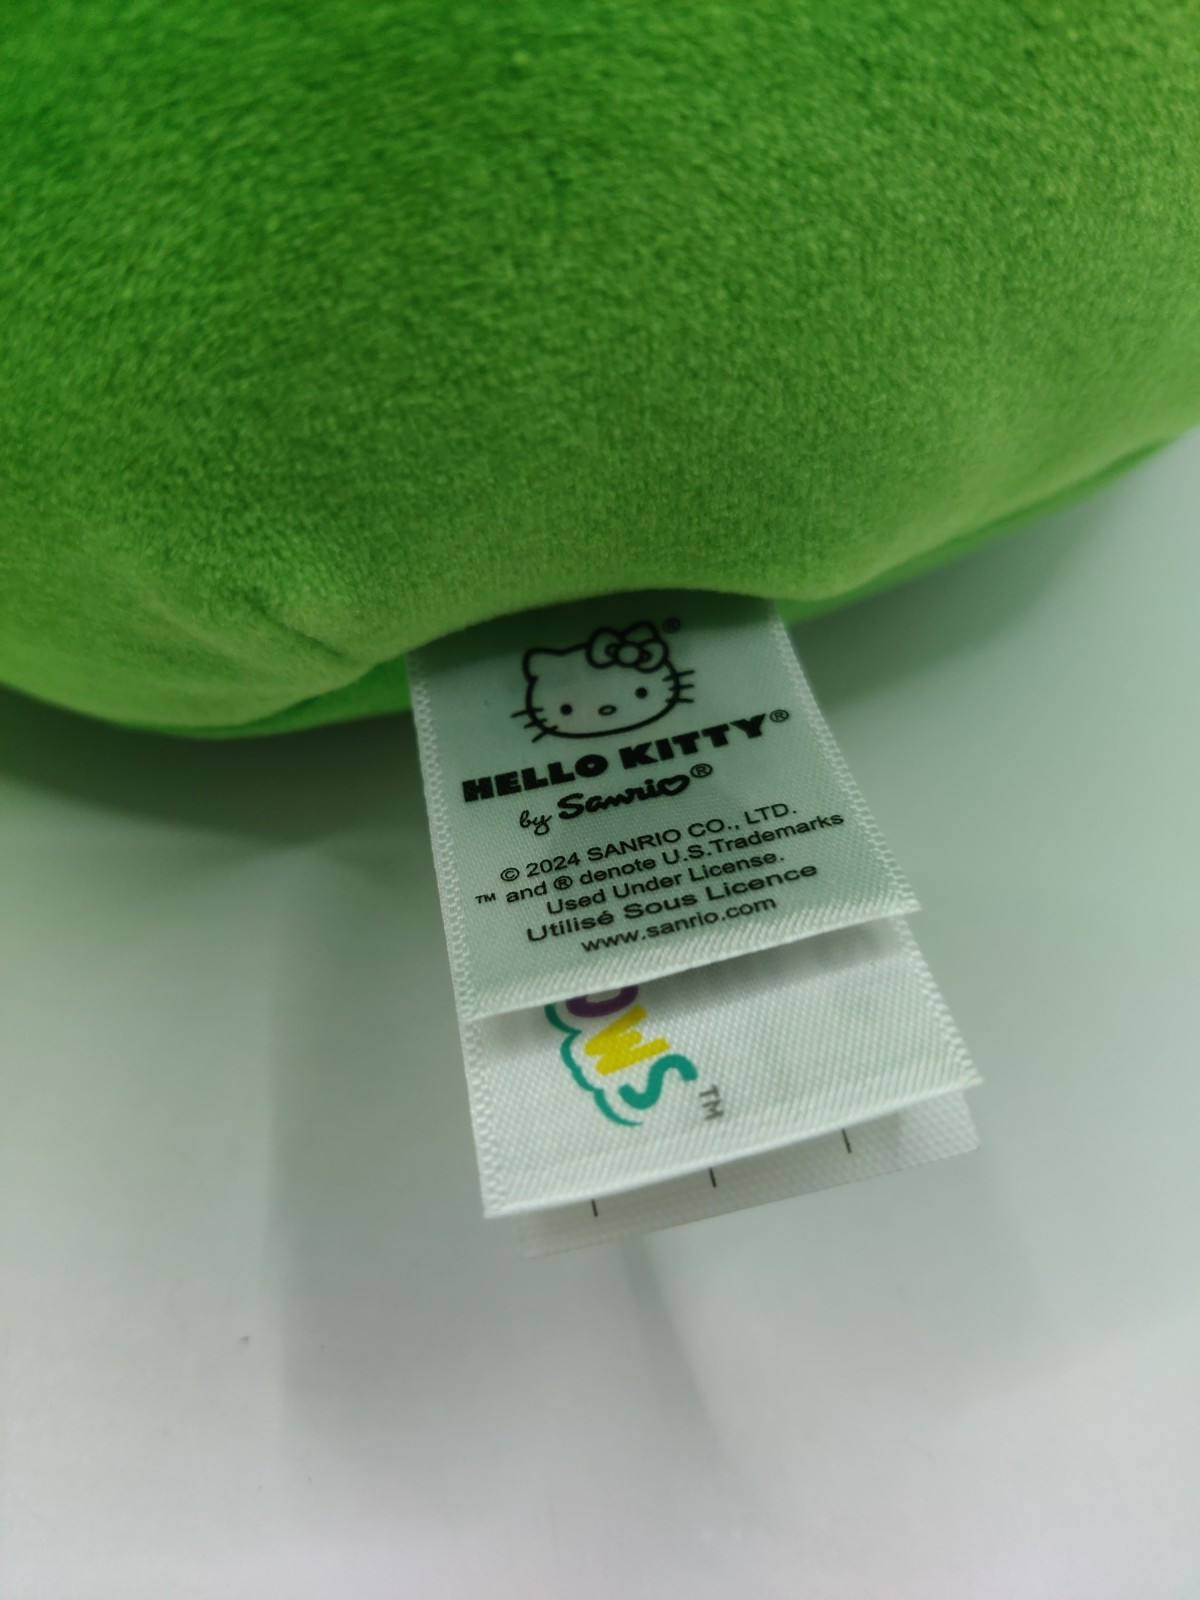 ®
HELLO KITTY®
by Sanrio®
© 2024 SANRIO CO., LTD.
™ and ® denote U.S.Trademarks
Used Under License.
Utilisé Sous Licence
www.sanrio.com
OWS™